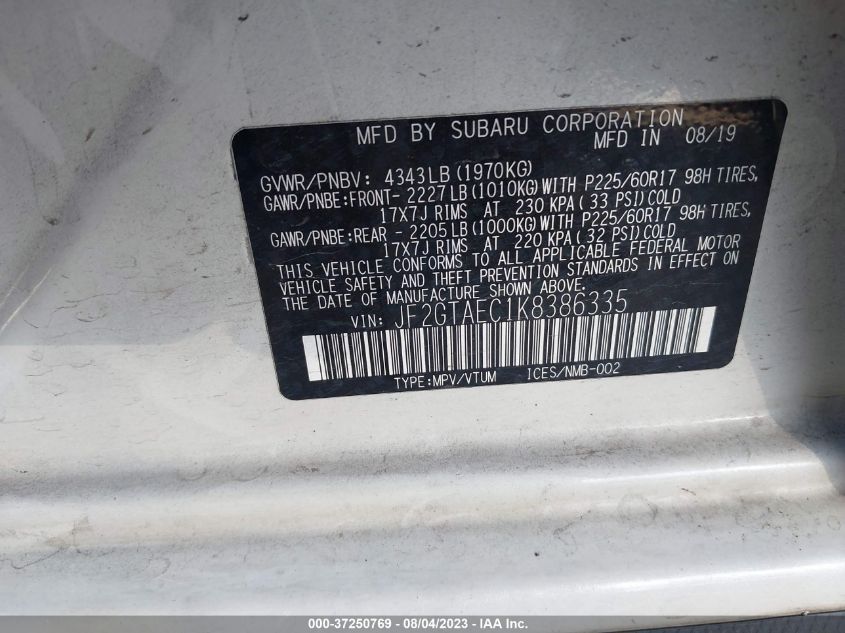 MFD BY SUBARU CORPORATION
MFD IN 08/19
GVWR/PNBV: 4343LB (1970KG)
GAWR/PNBE:FRONT- 2227LB(1010KG)WITH P225/60R17 98H TIRES,
17X7J RIMS AT 230 KPA( 33 PSI)COLD
GAWR/PNBE:REAR - 2205LB(1000KG)WITH P225/60R17 98H TIRES,
17X7J RIMS AT 220 KPA( 32 PSI)COLD
THIS VEHICLE CONFORMS TO ALL APPLICABLE FEDERAL MOTOR
VEHICLE SAFETY AND THEFT PREVENTION STANDARDS IN EFFECT ON
THE DATE OF MANUFACTURE SHOWN ABOVE.
VIN: JF2GTAEC1K8386335
TYPE:MPV/VTUM ICES/NMB-002
000-37250769 - 08/04/2023 - IAA Inc.